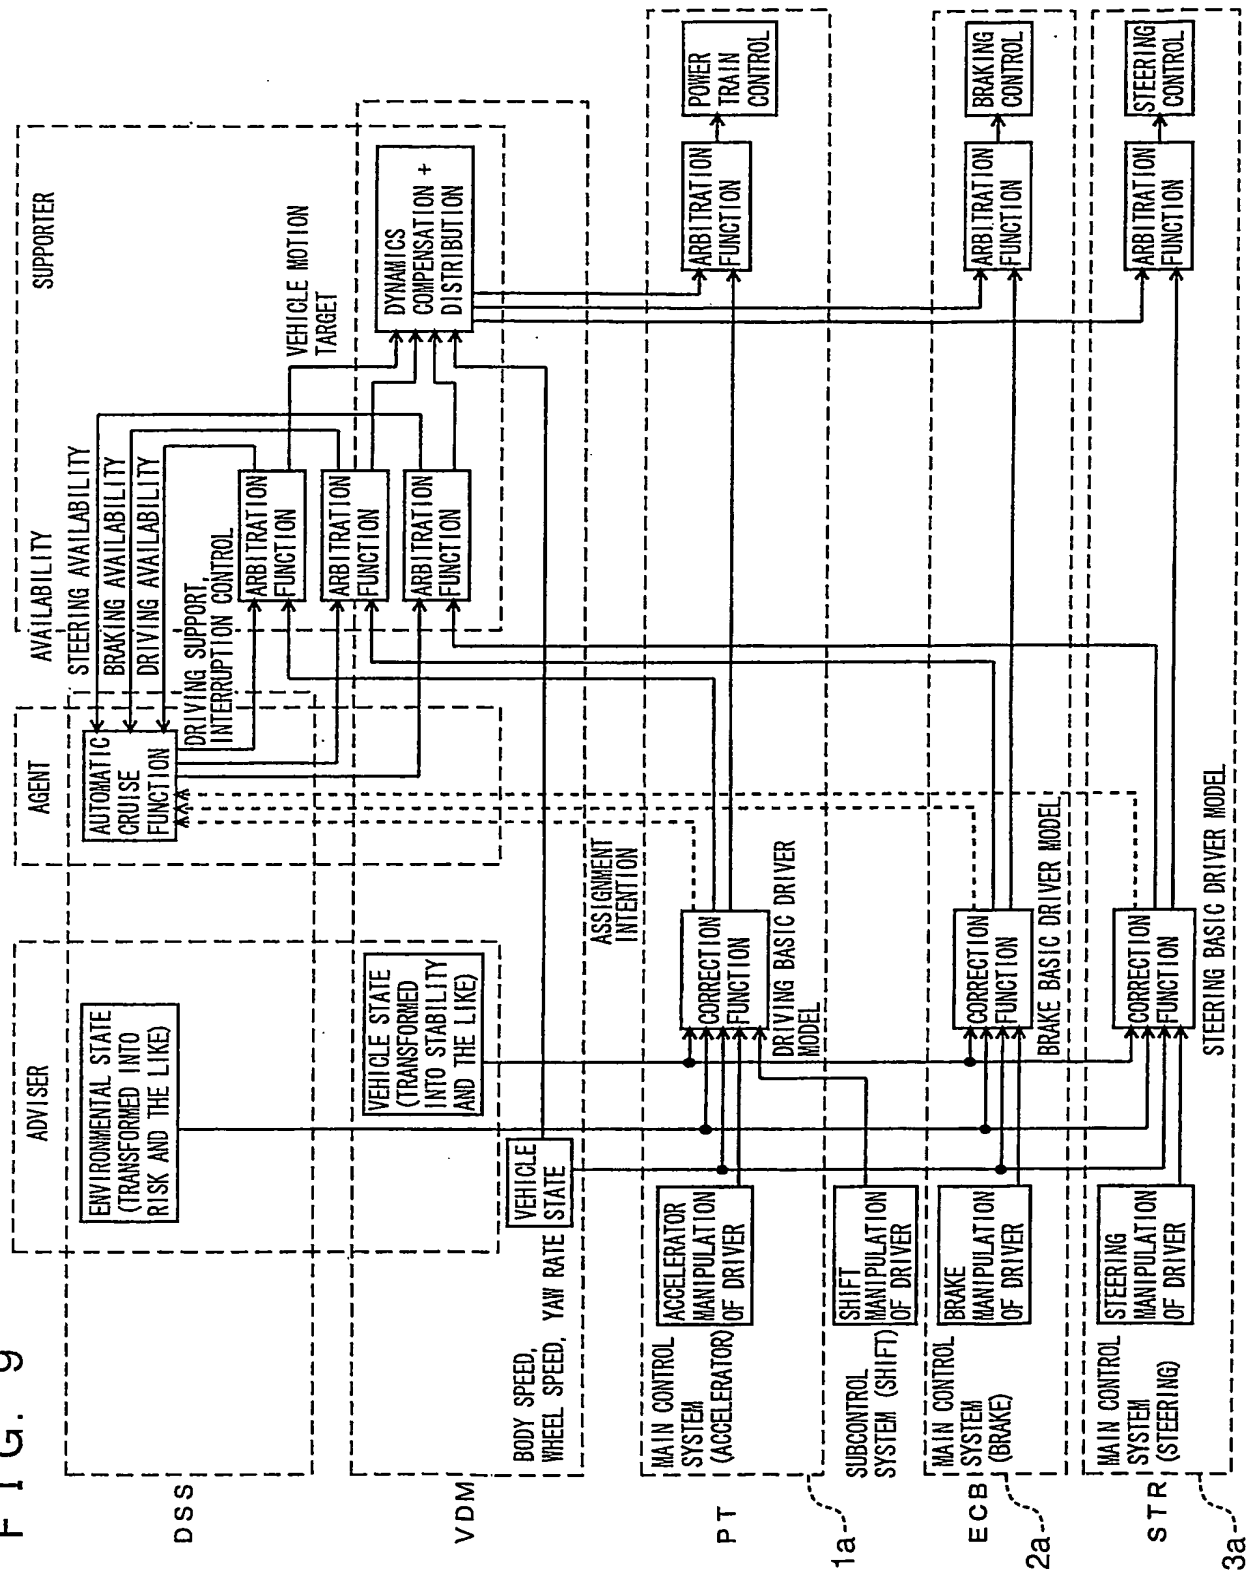 FIG. 9
DSS
VDM
PT
1a
ECB
2a
STR
3a
ADVISER
AGENT
SUPPORTER
ENVIRONMENTAL STATE
(TRANSFORMED INTO
RISK AND THE LIKE)
AUTOMATIC
CRUISE
FUNCTION
AVAILABILITY
STEERING AVAILABILITY
BRAKING AVAILABILITY
DRIVING AVAILABILITY
DRIVING SUPPORT,
INTERRUPTION CONTROL
ARBITRATION
FUNCTION
ARBITRATION
FUNCTION
ARBITRATION
FUNCTION
VEHICLE MOTION
TARGET
DYNAMICS
COMPENSATION +
DISTRIBUTION
VEHICLE STATE
(TRANSFORMED
INTO STABILITY
AND THE LIKE)
BODY SPEED,
WHEEL SPEED, YAW RATE
VEHICLE
STATE
ASSIGNMENT
INTENTION
MAIN CONTROL
SYSTEM
(ACCELERATOR)
ACCELERATOR
MANIPULATION
OF DRIVER
CORRECTION
FUNCTION
DRIVING BASIC DRIVER
MODEL
ARBITRATION
FUNCTION
POWER
TRAIN
CONTROL
SUBCONTROL
SYSTEM (SHIFT)
SHIFT
MANIPULATION
OF DRIVER
MAIN CONTROL
SYSTEM
(BRAKE)
BRAKE
MANIPULATION
OF DRIVER
CORRECTION
FUNCTION
BRAKE BASIC DRIVER MODEL
ARBITRATION
FUNCTION
BRAKING
CONTROL
MAIN CONTROL
SYSTEM
(STEERING)
STEERING
MANIPULATION
OF DRIVER
CORRECTION
FUNCTION
STEERING BASIC DRIVER MODEL
ARBITRATION
FUNCTION
STEERING
CONTROL